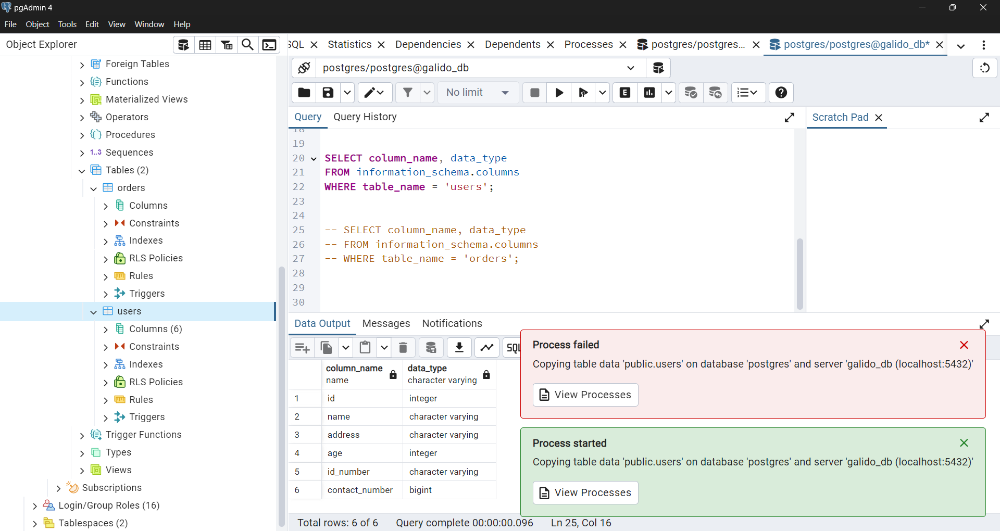 pgAdmin 4
File Object Tools Edit View Window Help
Object Explorer
SQL Statistics Dependencies Dependents Processes postgres/postgres... postgres/postgres@galido_db*
Foreign Tables
Functions
Materialized Views
Operators
Procedures
1..3 Sequences
Tables (2)
orders
Columns
Constraints
Indexes
RLS Policies
Rules
Triggers
users
Columns (6)
Constraints
Indexes
RLS Policies
Rules
Triggers
Trigger Functions
Types
Views
Subscriptions
Login/Group Roles (16)
Tablespaces (2)
postgres/postgres@galido_db
No limit
E
Query Query History
Scratch Pad
18
19
20 SELECT column_name, data_type
21 FROM information_schema.columns
22 WHERE table_name = 'users';
23
24
25 -- SELECT column_name, data_type
26 -- FROM information_schema.columns
27 -- WHERE table_name = 'orders';
28
29
30
Data Output Messages Notifications
SQL
column_name data_type
name character varying
1 id integer
2 name character varying
3 address character varying
4 age integer
5 id_number character varying
6 contact_number bigint
Process failed
Copying table data 'public.users' on database 'postgres' and server 'galido_db (localhost:5432)'
View Processes
Process started
Copying table data 'public.users' on database 'postgres' and server 'galido_db (localhost:5432)'
View Processes
Total rows: 6 of 6 Query complete 00:00:00.096 Ln 25, Col 16